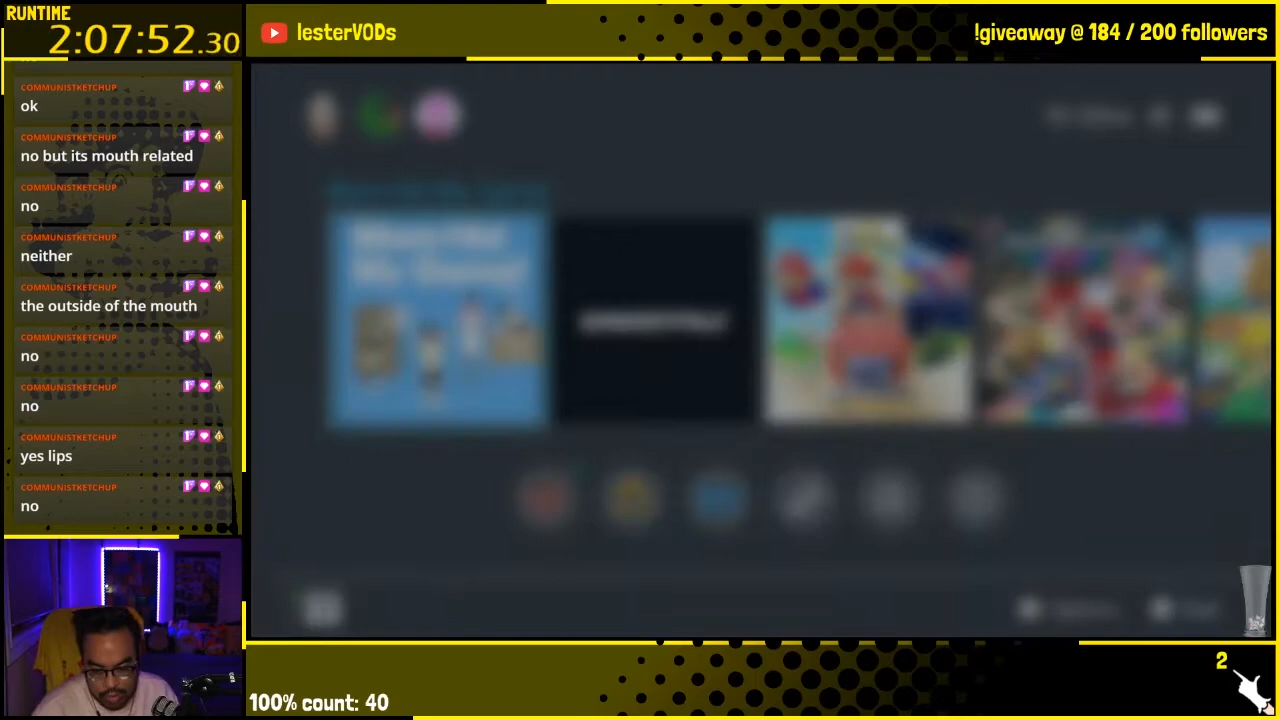 RUNTIME
2:07:52.30
lesterVODs
!giveaway @ 184 / 200 followers
COMMUNISTKETCHUP
ok
COMMUNISTKETCHUP
no but its mouth related
COMMUNISTKETCHUP
no
COMMUNISTKETCHUP
neither
COMMUNISTKETCHUP
the outside of the mouth
COMMUNISTKETCHUP
no
COMMUNISTKETCHUP
no
COMMUNISTKETCHUP
yes lips
COMMUNISTKETCHUP
no
2
100% count: 40